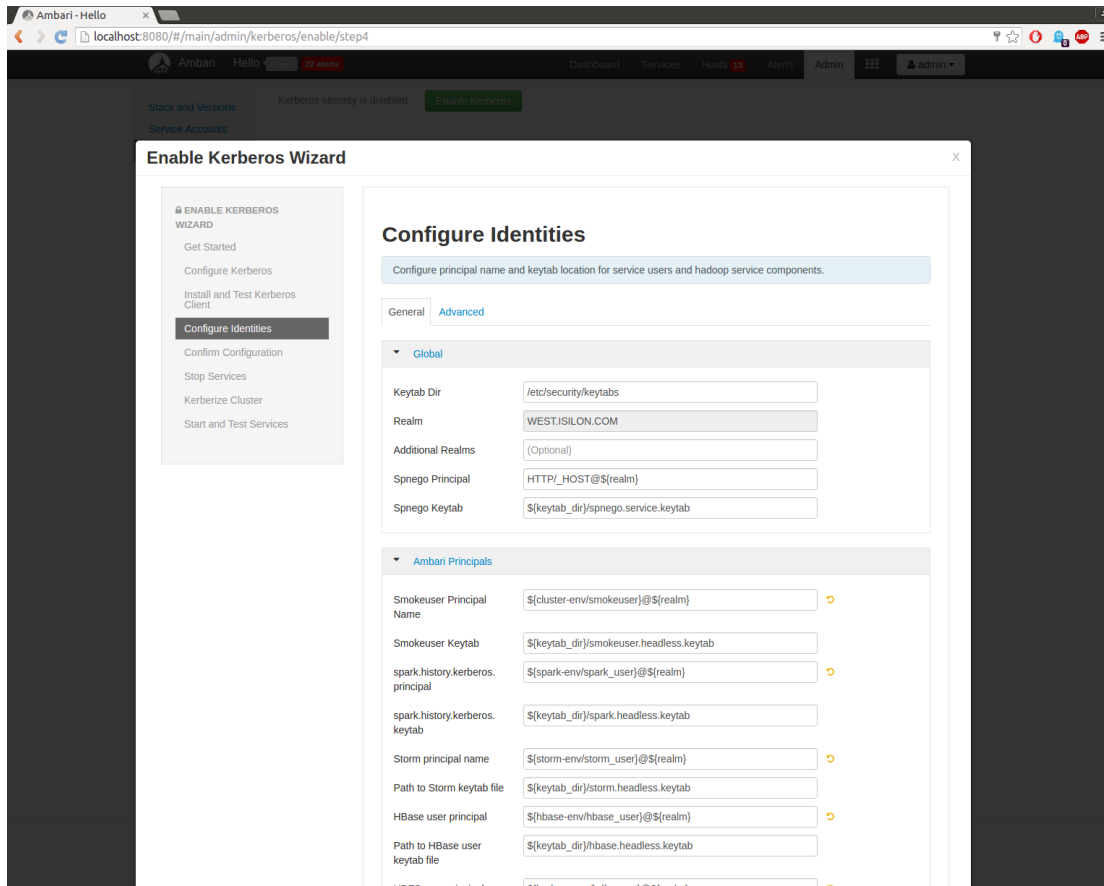 Ambari - Hello
localhost:8080/#/main/admin/kerberos/enable/step4
Ambari Hello 22 alerts Dashboard Services Hosts 13 Alerts Admin admin
Stack and Versions
Kerberos security is disabled Enable Kerberos
Service Accounts
Enable Kerberos Wizard
X
ENABLE KERBEROS
WIZARD
Get Started
Configure Kerberos
Install and Test Kerberos
Client
Configure Identities
Confirm Configuration
Stop Services
Kerberize Cluster
Start and Test Services
Configure Identities
Configure principal name and keytab location for service users and hadoop service components.
General Advanced
Global
Keytab Dir /etc/security/keytabs
Realm WEST.ISILON.COM
Additional Realms (Optional)
Spnego Principal HTTP/_HOST@${realm}
Spnego Keytab ${keytab_dir}/spnego.service.keytab
Ambari Principals
Smokeuser Principal
Name
${cluster-env/smokeuser}@${realm}
Smokeuser Keytab ${keytab_dir}/smokeuser.headless.keytab
spark.history.kerberos.
principal
${spark-env/spark_user}@${realm}
spark.history.kerberos.
keytab
${keytab_dir}/spark.headless.keytab
Storm principal name ${storm-env/storm_user}@${realm}
Path to Storm keytab file ${keytab_dir}/storm.headless.keytab
HBase user principal ${hbase-env/hbase_user}@${realm}
Path to HBase user
keytab file
${keytab_dir}/hbase.headless.keytab